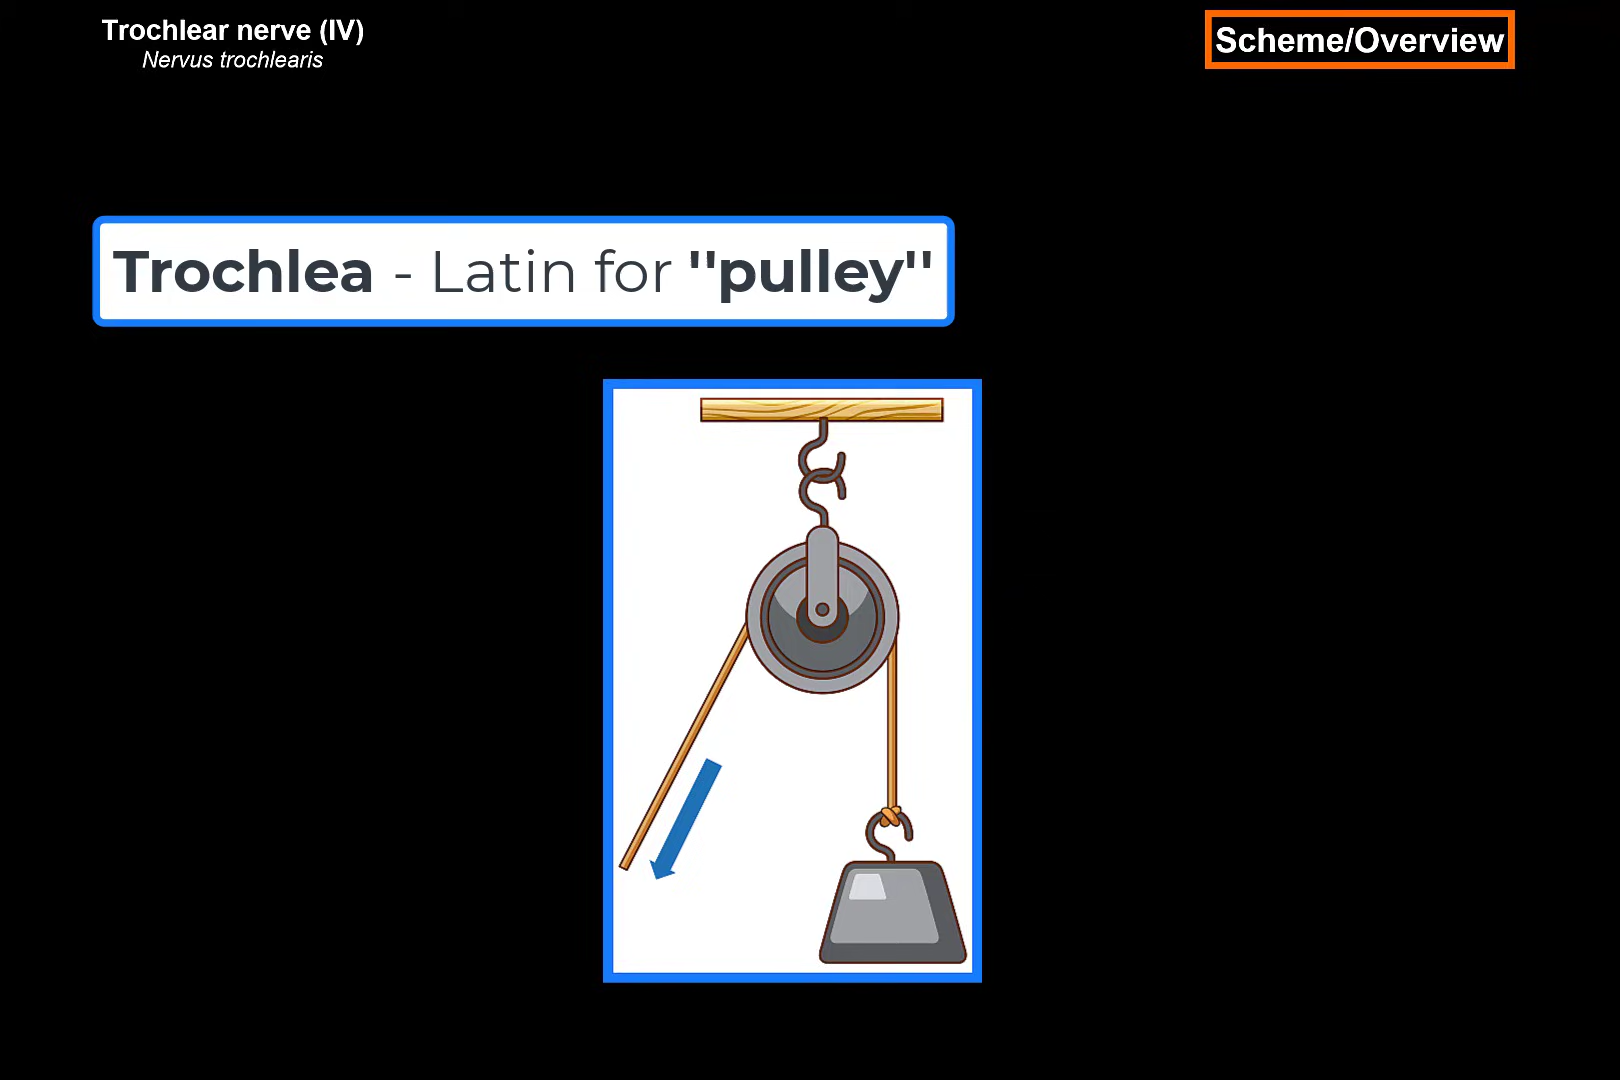 Trochlear nerve (IV)
Nervus trochlearis
Scheme/Overview
Trochlea - Latin for "pulley"